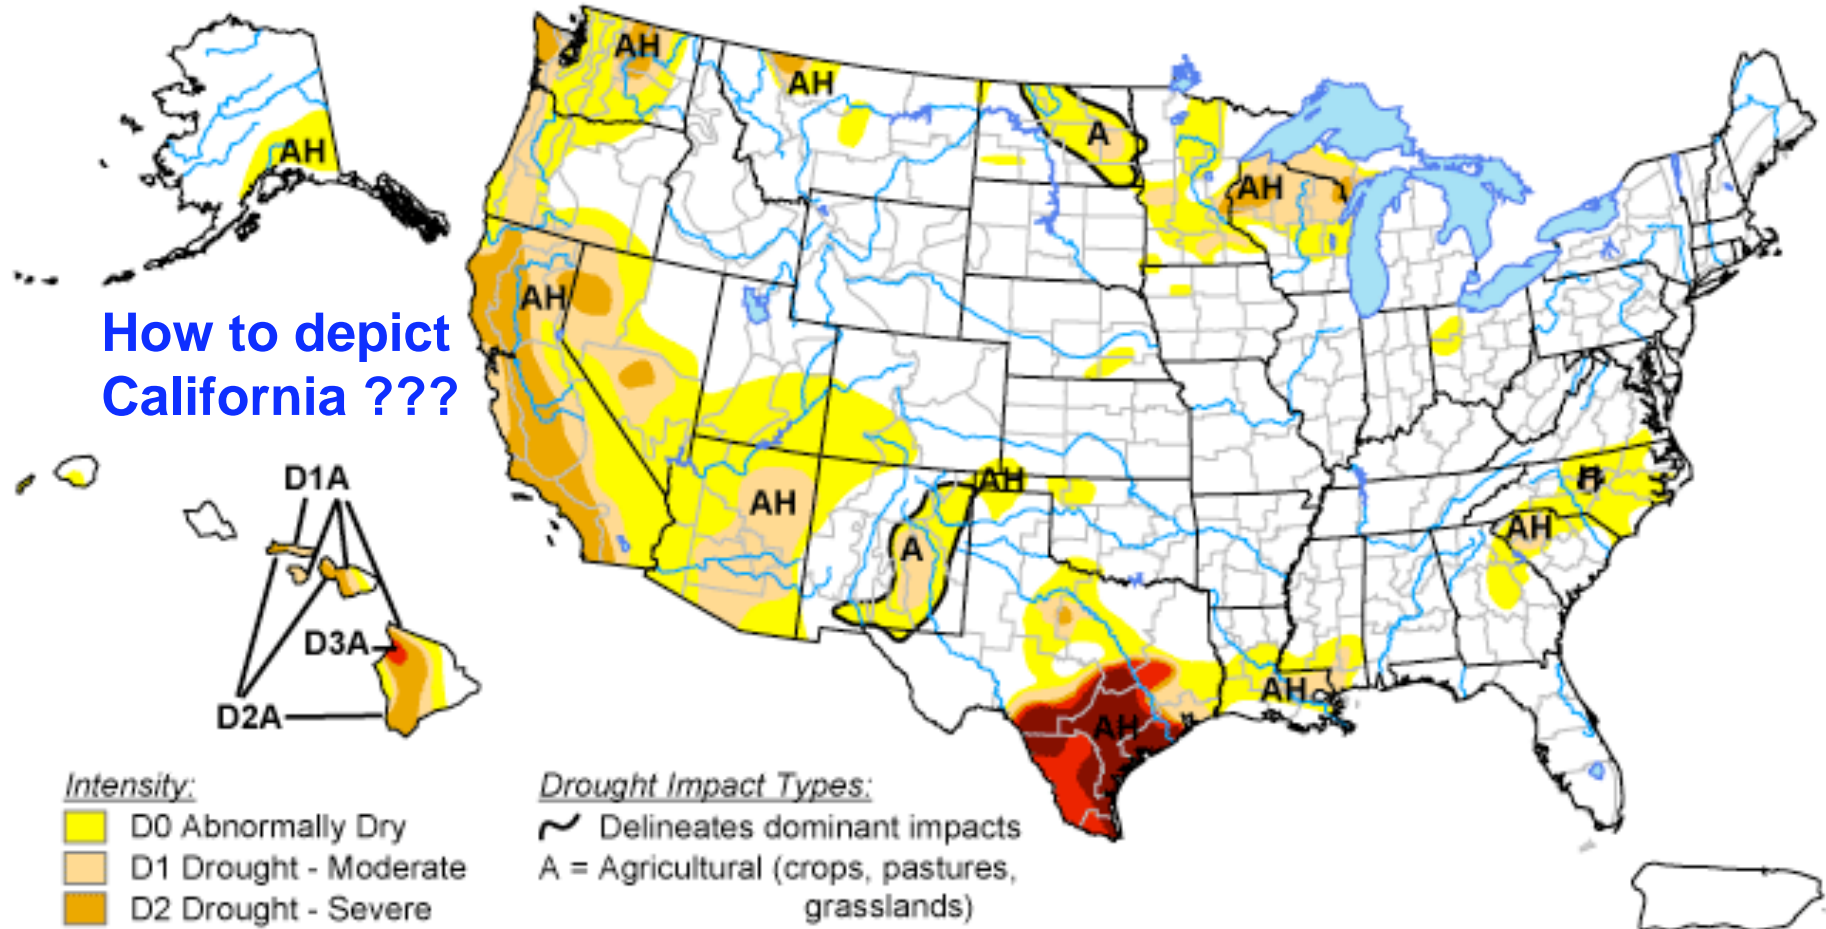 AH
AH
A
AH
AH
How to depict
California ???
AH
D1A
AH
AH
H
AH
A
D3A
AH
AH
D2A
Intensity:
D0 Abnormally Dry
D1 Drought - Moderate
D2 Drought - Severe
Drought Impact Types:
Delineates dominant impacts
A = Agricultural (crops, pastures,
grasslands)